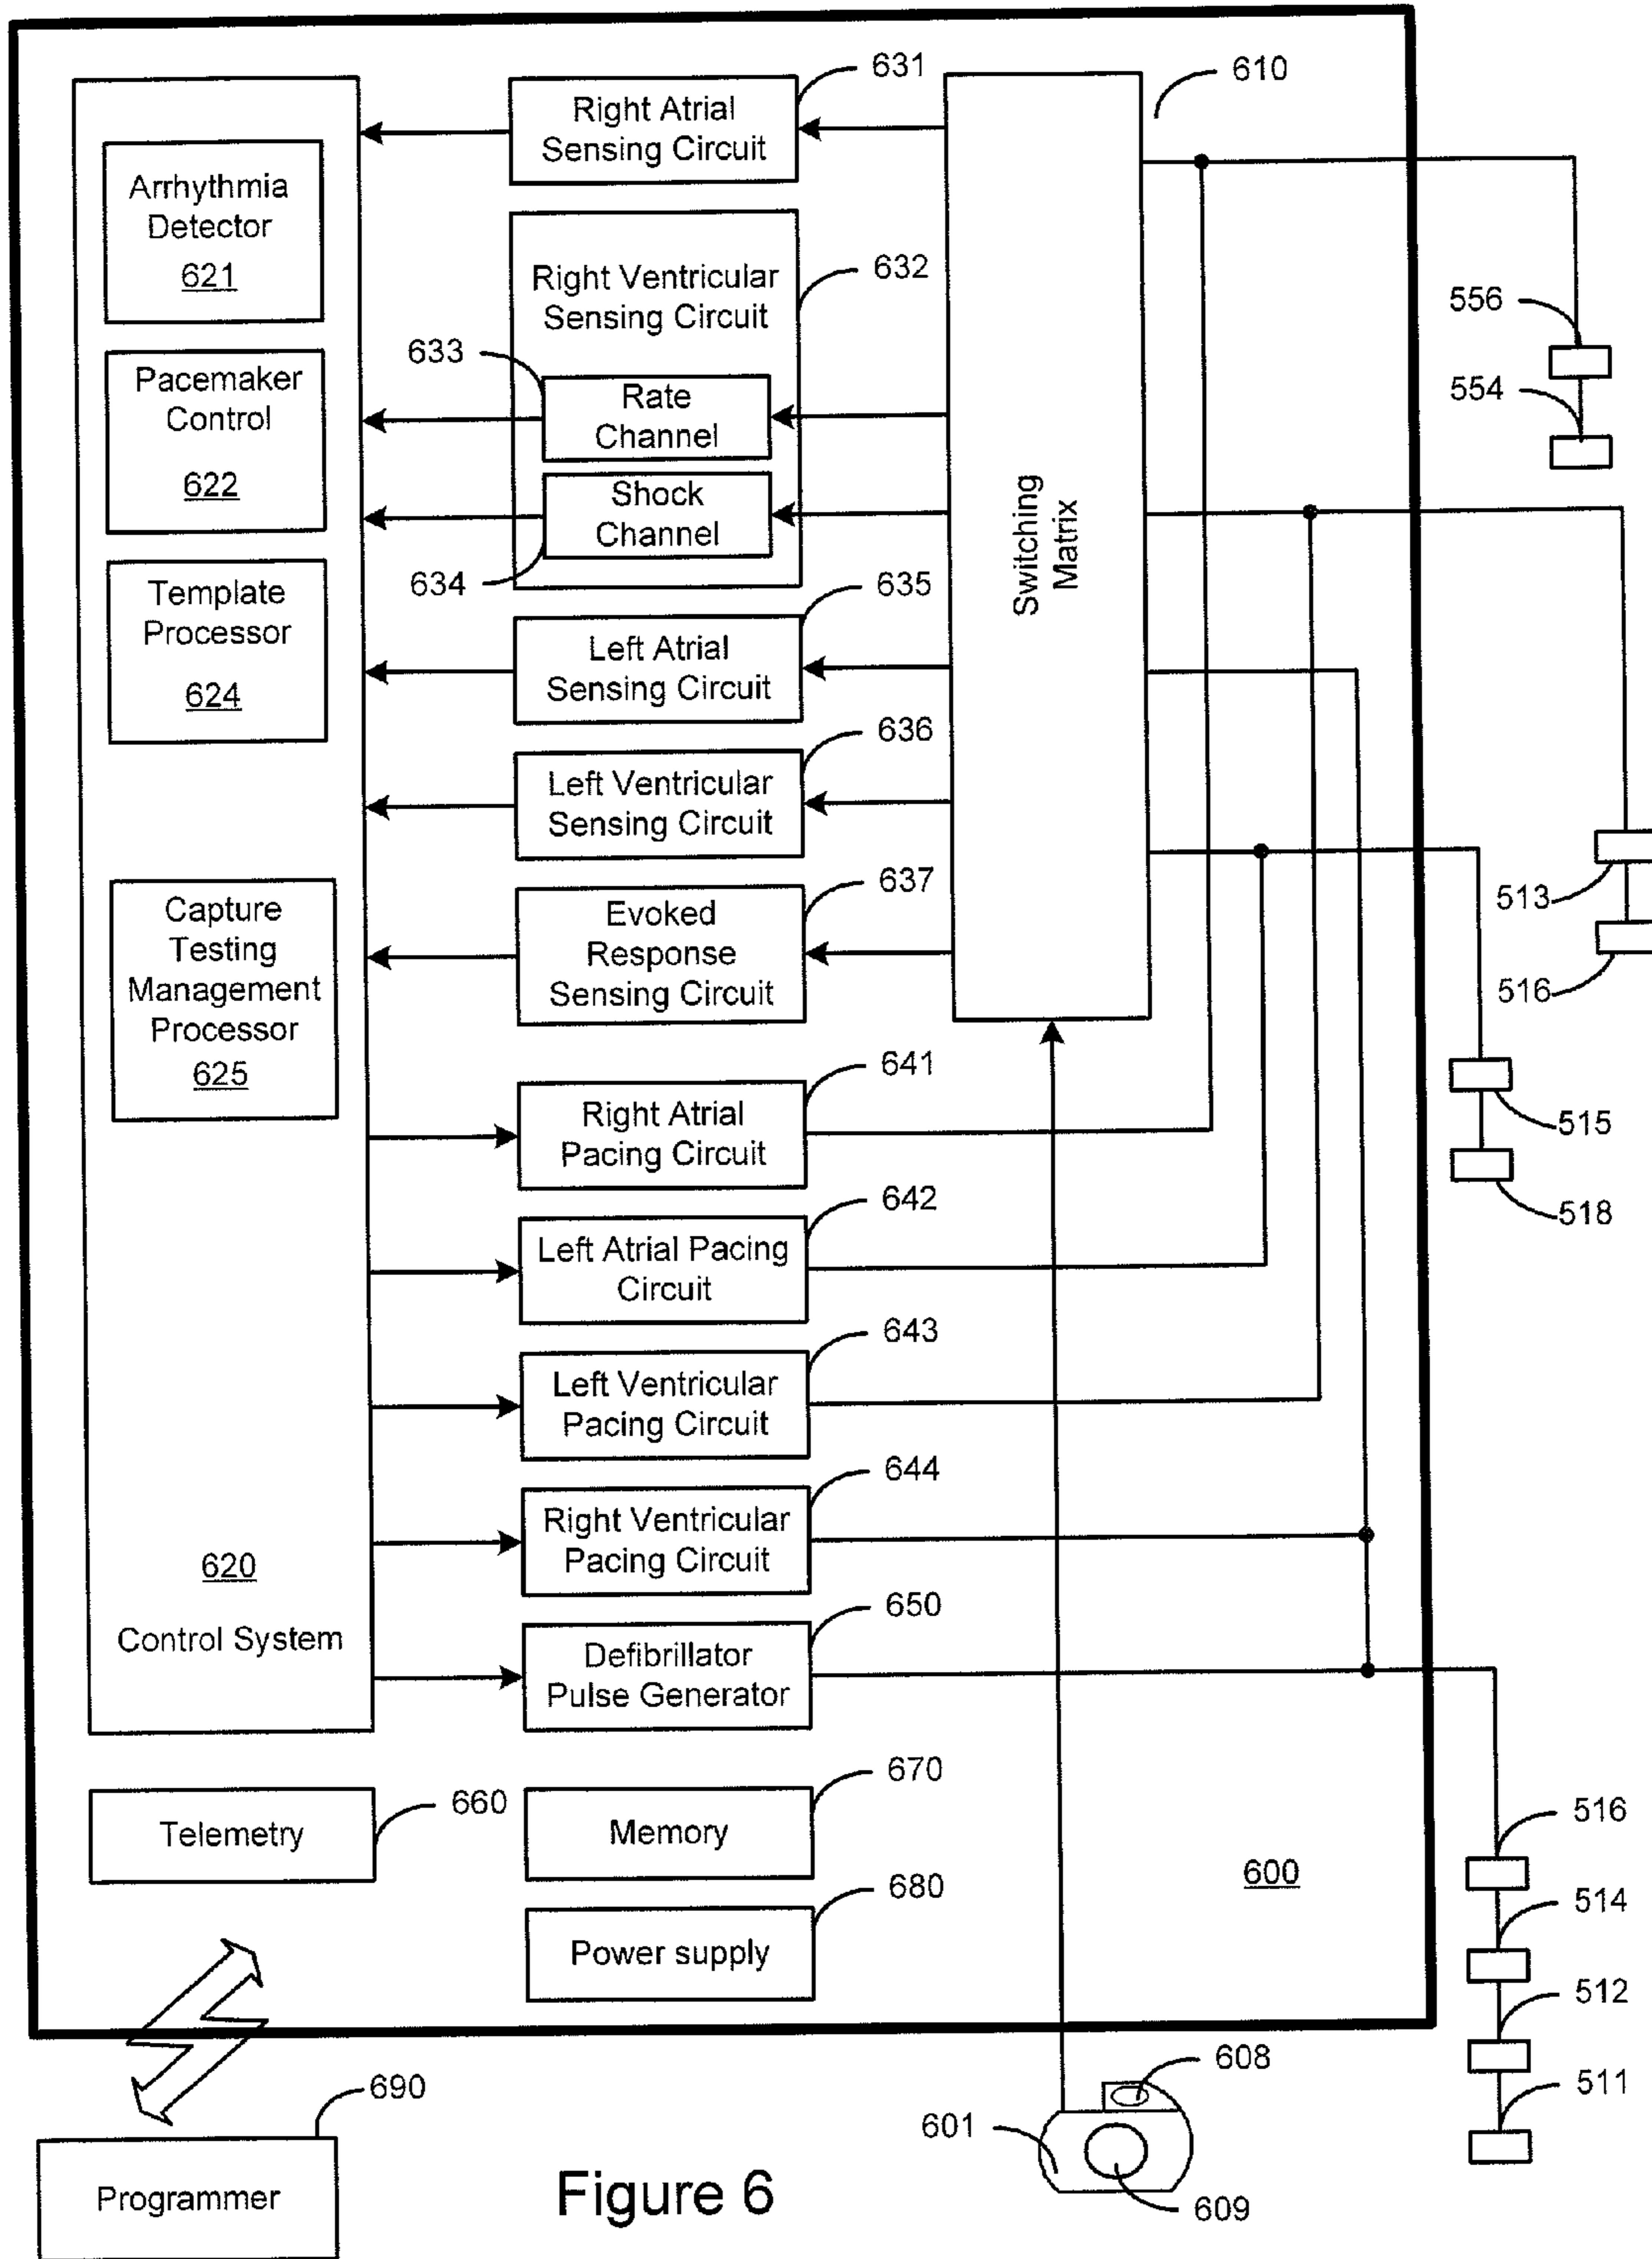 631
610
Right Atrial
Sensing Circuit
Arrhythmia
Detector
621
Right Ventricular
Sensing Circuit
632
556
633
554
Pacemaker
Control
622
Rate
Channel
Shock
Channel
634
Switching
Matrix
635
Template
Processor
624
Left Atrial
Sensing Circuit
636
Left Ventricular
Sensing Circuit
513
637
516
Capture
Testing
Management
Processor
625
Evoked
Response
Sensing Circuit
641
Right Atrial
Pacing Circuit
515
642
518
Left Atrial Pacing
Circuit
643
Left Ventricular
Pacing Circuit
644
Right Ventricular
Pacing Circuit
620
Control System
650
Defibrillator
Pulse Generator
670
660
Telemetry
Memory
516
600
680
514
Power supply
512
608
511
690
601
609
Programmer
Figure 6